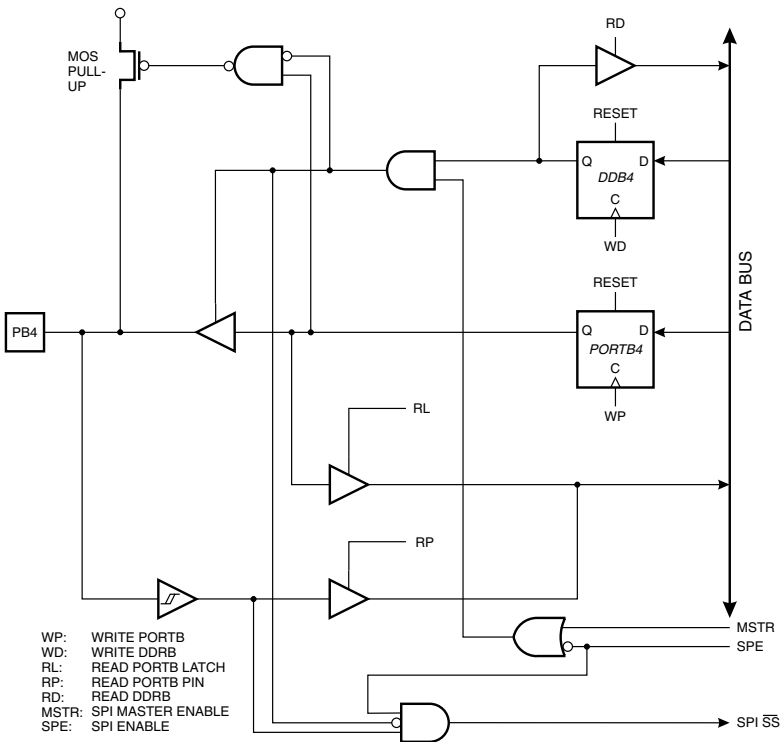 RD
MOS
PULL-
UP
RESET
Q
D
DDB4
C
WD
DATA BUS
RESET
PB4
Q
D
PORTB4
C
WP
RL
RP
WP: WRITE PORTB
WD: WRITE DDRB
RL: READ PORTB LATCH
RP: READ PORTB PIN
RD: READ DDRB
MSTR: SPI MASTER ENABLE
SPE: SPI ENABLE
MSTR
SPE
SPI S̅S̅